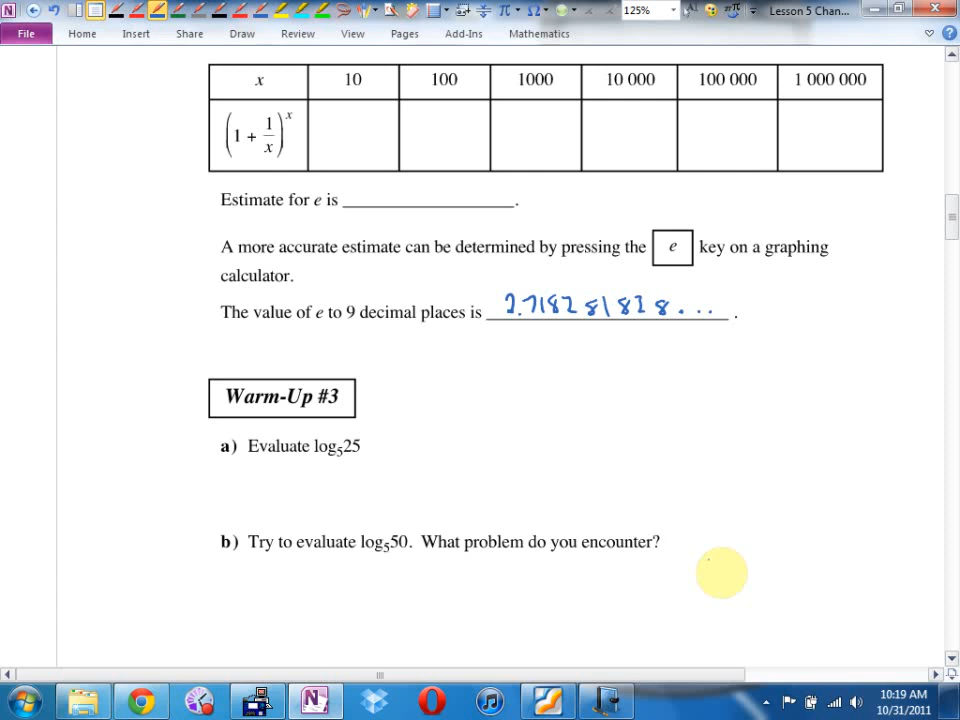 125%
Lesson 5 Chan...
File Home Insert Share Draw Review View Pages Add-Ins Mathematics
x 10 100 1000 10 000 100 000 1 000 000
(1 + 1/x)^x
Estimate for e is ___________________.
A more accurate estimate can be determined by pressing the e key on a graphing
calculator.
The value of e to 9 decimal places is 2.718281828... .
Warm-Up #3
a) Evaluate log₅25
b) Try to evaluate log₅50. What problem do you encounter?
10:19 AM
10/31/2011